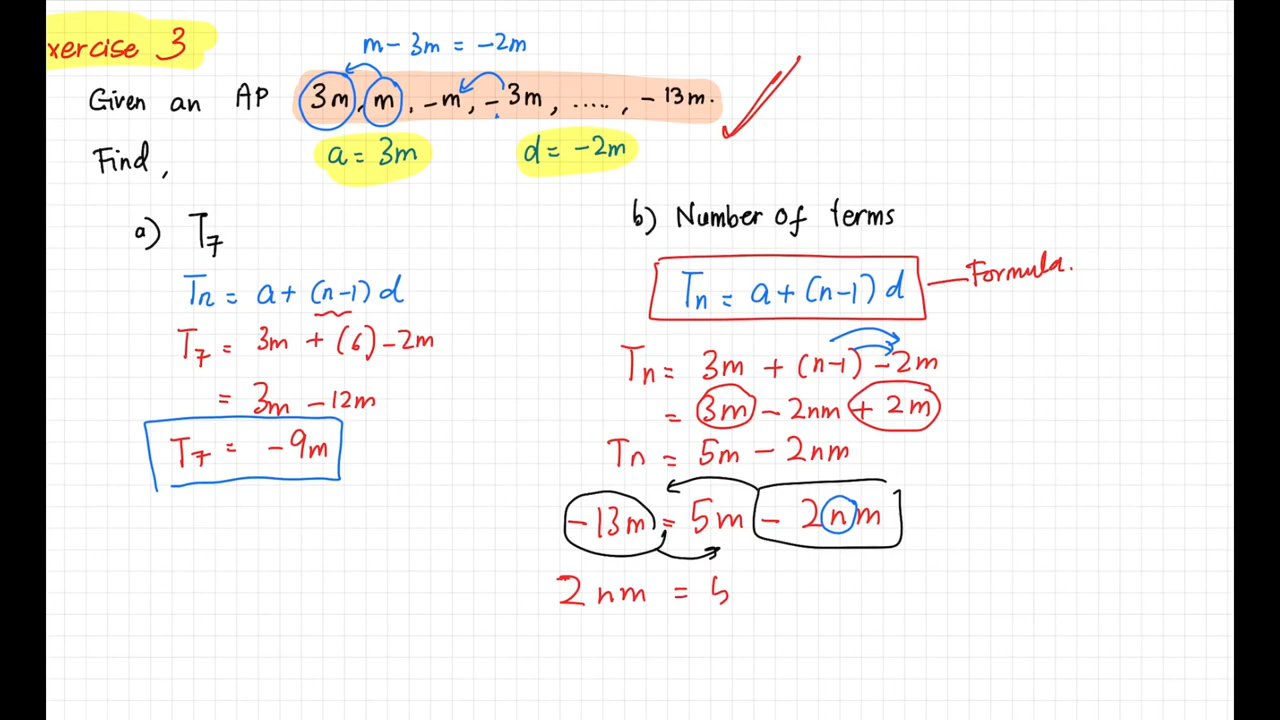 xercise 3
m - 3m = -2m
Given an AP 3m, m, -m, -3m, ....., -13m.
Find, a = 3m d = -2m
a) T₇
Tn = a + (n-1) d
T₇ = 3m + (6) - 2m
= 3m - 12m
T₇ = -9m
b) Number of terms
Tn = a + (n-1) d — Formula.
Tn = 3m + (n-1) - 2m
= 3m - 2nm + 2m
Tn = 5m - 2nm
-13m = 5m - 2nm
2nm = 5